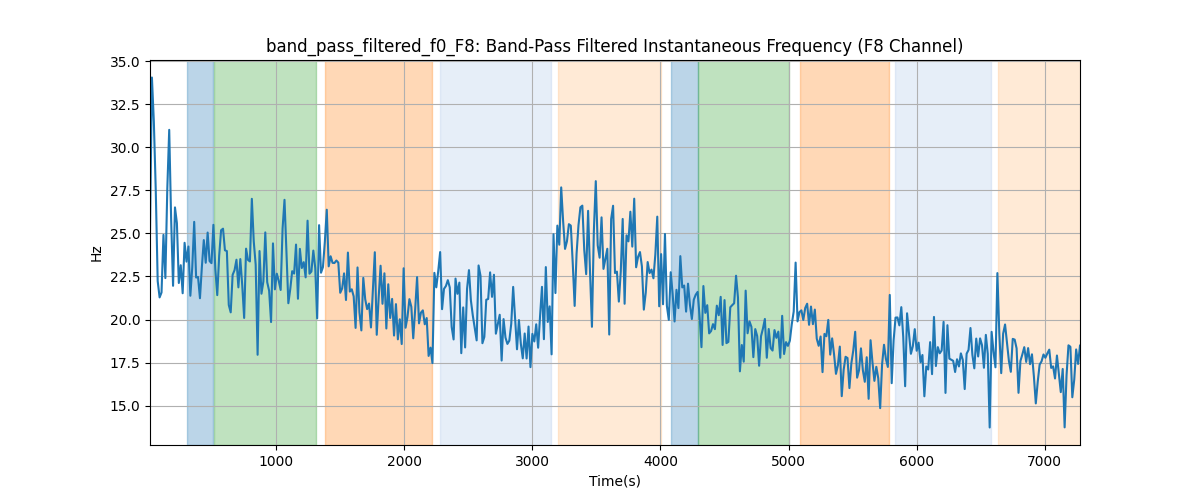 band_pass_filtered_f0_F8: Band-Pass Filtered Instantaneous Frequency (F8 Channel)
35.0
32.5
30.0
27.5
25.0
22.5
20.0
17.5
15.0
Hz
1000 2000 3000 4000 5000 6000 7000
Time(s)